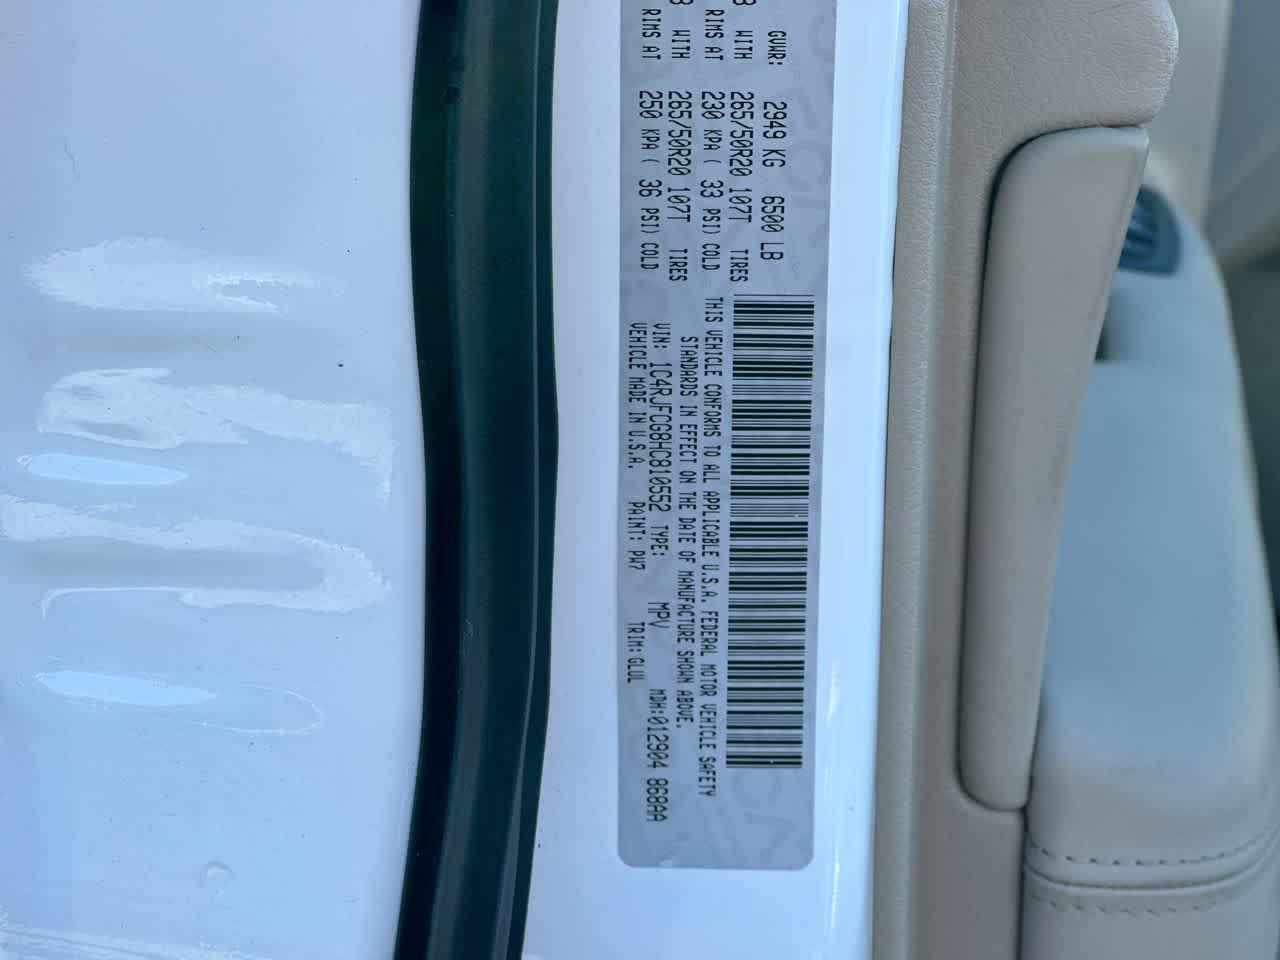 GVWR: 2949 KG 6500 LB
8 WITH 265/50R20 107T TIRES
RIMS AT 230 KPA ( 33 PSI) COLD
8 WITH 265/50R20 107T TIRES
RIMS AT 250 KPA ( 36 PSI) COLD
THIS VEHICLE CONFORMS TO ALL APPLICABLE U.S.A. FEDERAL MOTOR VEHICLE SAFETY
STANDARDS IN EFFECT ON THE DATE OF MANUFACTURE SHOWN ABOVE.
VIN: 1C4RJFCG8HC810552 TYPE: MPV MDH:012904 868AA
VEHICLE MADE IN U.S.A. PAINT: PW7 TRIM: GLUL